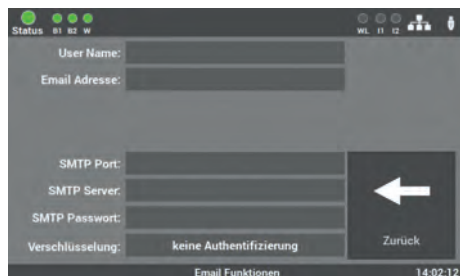 Status B1 B2 W WL I1 I2
User Name:
Email Adresse:
SMTP Port:
SMTP Server:
SMTP Passwort:
Verschlüsselung: keine Authentifizierung
Zurück
Email Funktionen 14:02:12